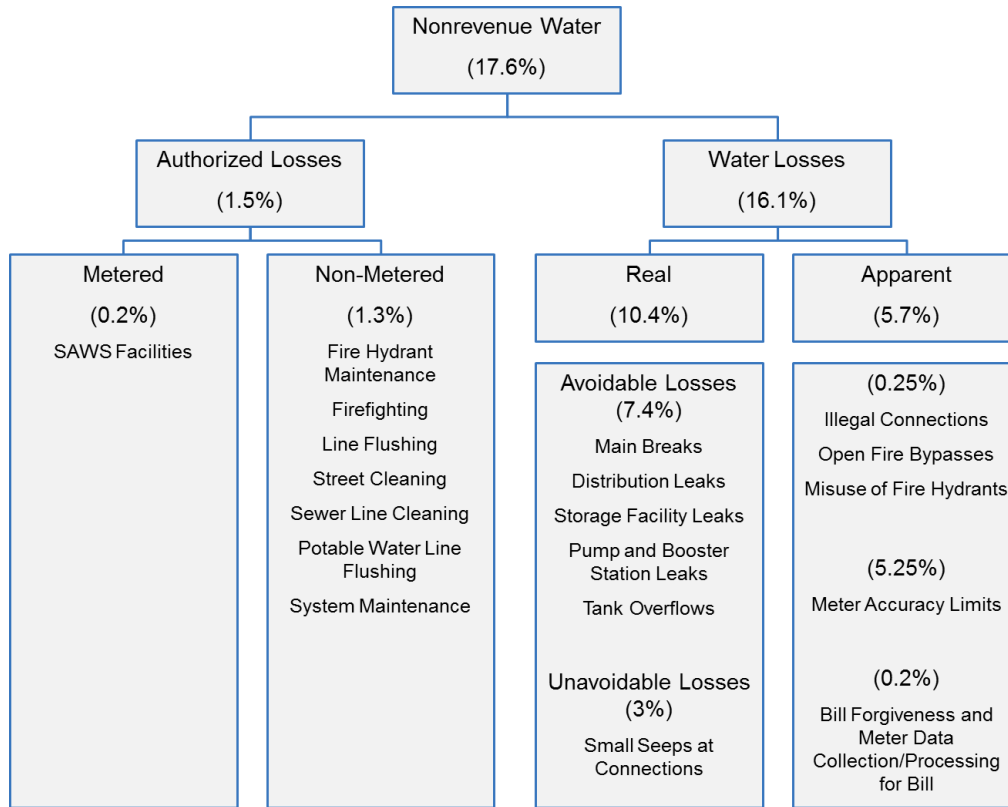 Nonrevenue Water
(17.6%)
Authorized Losses
(1.5%)
Water Losses
(16.1%)
Metered
(0.2%)
SAWS Facilities
Non-Metered
(1.3%)
Fire Hydrant
Maintenance
Firefighting
Line Flushing
Street Cleaning
Sewer Line Cleaning
Potable Water Line
Flushing
System Maintenance
Real
(10.4%)
Avoidable Losses
(7.4%)
Main Breaks
Distribution Leaks
Storage Facility Leaks
Pump and Booster
Station Leaks
Tank Overflows
Unavoidable Losses
(3%)
Small Seeps at
Connections
Apparent
(5.7%)
(0.25%)
Illegal Connections
Open Fire Bypasses
Misuse of Fire Hydrants
(5.25%)
Meter Accuracy Limits
(0.2%)
Bill Forgiveness and
Meter Data
Collection/Processing
for Bill